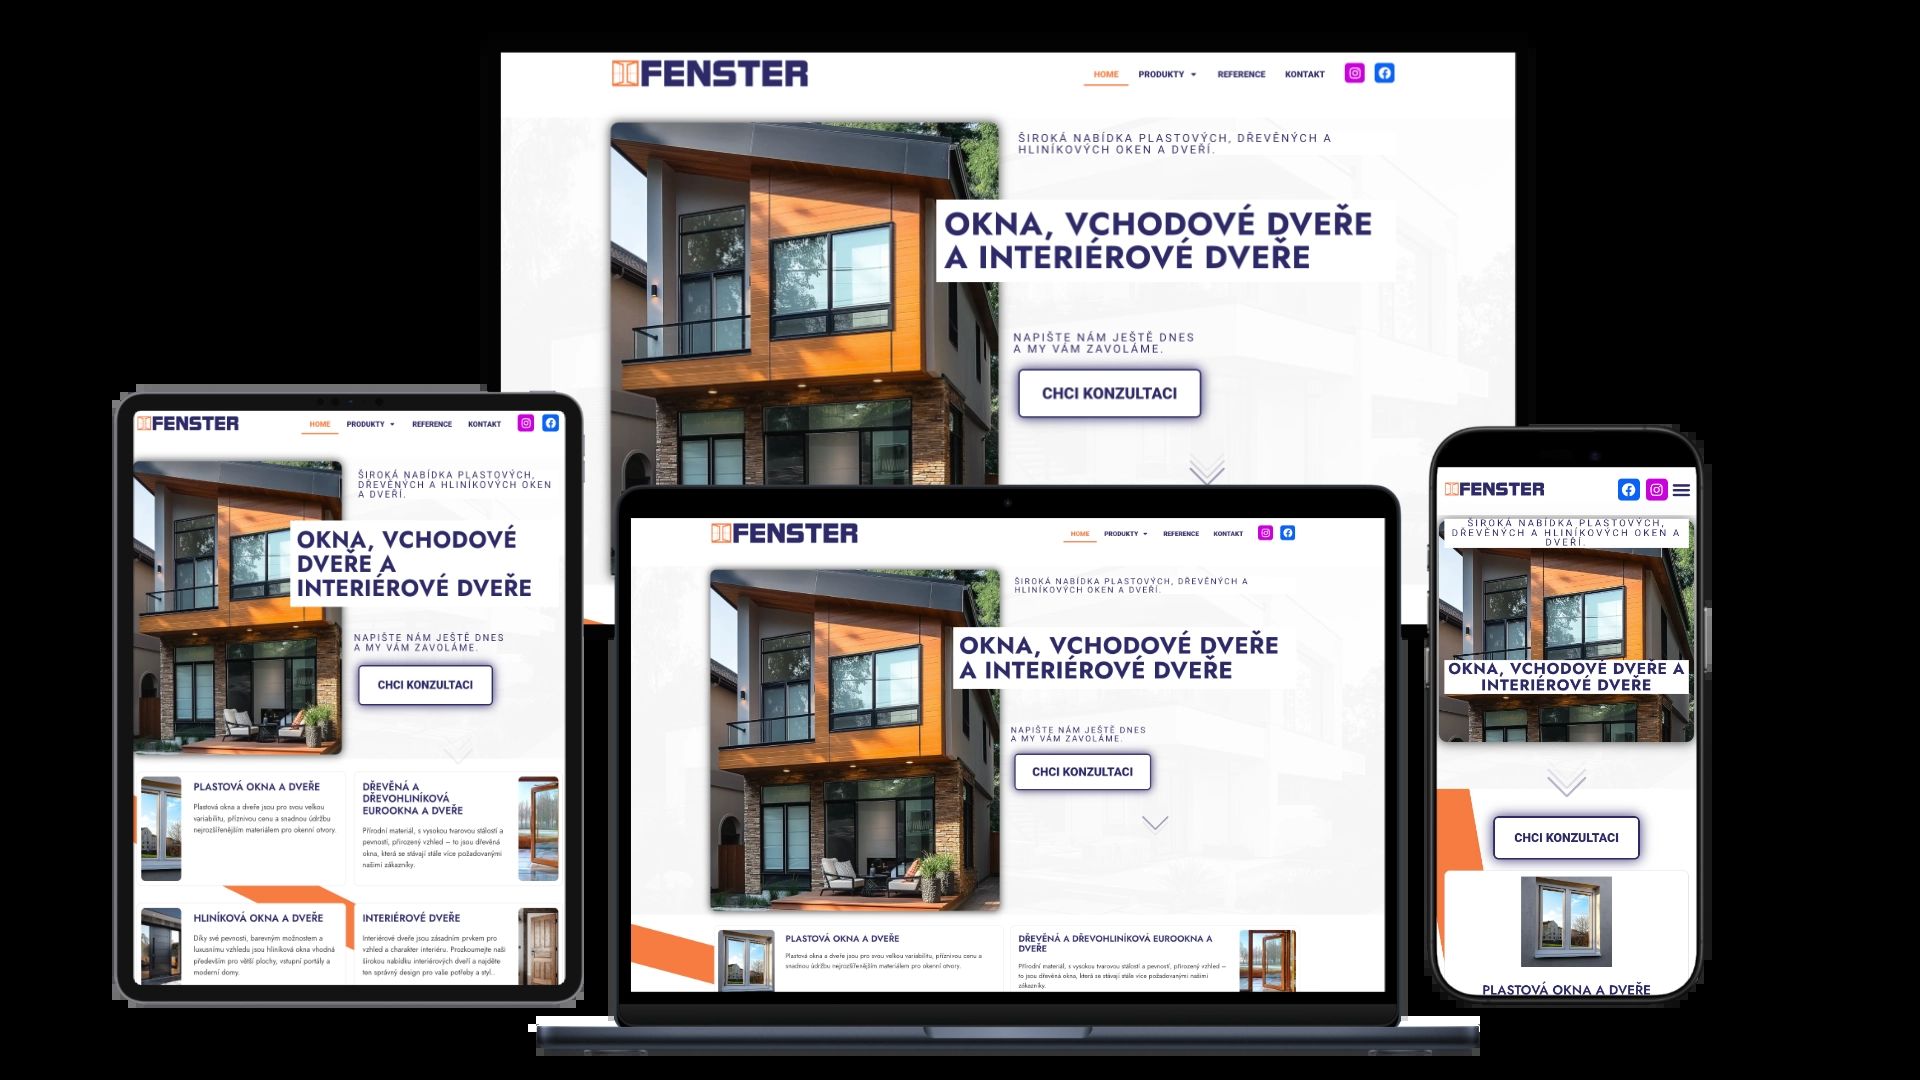 FENSTER
HOME PRODUKTY REFERENCE KONTAKT
ŠIROKÁ NABÍDKA PLASTOVÝCH, DŘEVĚNÝCH A
HLINÍKOVÝCH OKEN A DVEŘÍ.
OKNA, VCHODOVÉ DVEŘE
A INTERIÉROVÉ DVEŘE
NAPIŠTE NÁM JEŠTĚ DNES
A MY VÁM ZAVOLÁME.
CHCI KONZULTACI
FENSTER
HOME PRODUKTY REFERENCE KONTAKT
ŠIROKÁ NABÍDKA PLASTOVÝCH,
DŘEVĚNÝCH A HLINÍKOVÝCH OKEN
A DVEŘÍ.
OKNA, VCHODOVÉ
DVEŘE A
INTERIÉROVÉ DVEŘE
NAPIŠTE NÁM JEŠTĚ DNES
A MY VÁM ZAVOLÁME.
CHCI KONZULTACI
PLASTOVÁ OKNA A DVEŘE
Plastová okna a dveře jsou pro svou velkou
variabilitu, příznivou cenu a snadnou údržbu
nejrozšířenějším materiálem pro okenní otvory.
DŘEVĚNÁ A
DŘEVOHLINÍKOVÁ
EUROOKNA A DVEŘE
Přírodní materiál, s vysokou tvarovou stálostí a
pevností, přirozený vzhled – to jsou dřevěná
okna, která se stávají stále více požadovanými
našimi zákazníky.
HLINÍKOVÁ OKNA A DVEŘE
Díky své pevnosti, barevným možnostem a
luxusnímu vzhledu jsou hliníková okna vhodná
především pro větší plochy, vstupní portály a
moderní domy.
INTERIÉROVÉ DVEŘE
Interiérové dveře jsou zásadním prvkem pro
vzhled a charakter interiéru. Prozkoumejte naši
širokou nabídku interiérových dveří a najděte
ten správný design pro vaše potřeby a styl..
FENSTER
HOME PRODUKTY REFERENCE KONTAKT
ŠIROKÁ NABÍDKA PLASTOVÝCH, DŘEVĚNÝCH A
HLINÍKOVÝCH OKEN A DVEŘÍ.
OKNA, VCHODOVÉ DVEŘE
A INTERIÉROVÉ DVEŘE
NAPIŠTE NÁM JEŠTĚ DNES
A MY VÁM ZAVOLÁME.
CHCI KONZULTACI
PLASTOVÁ OKNA A DVEŘE
Plastová okna a dveře jsou pro svou velkou variabilitu, příznivou cenu a
snadnou údržbu nejrozšířenějším materiálem pro okenní otvory.
DŘEVĚNÁ A DŘEVOHLINÍKOVÁ EUROOKNA A
DVEŘE
Přírodní materiál, s vysokou tvarovou stálostí a pevností, přirozený vzhled –
to jsou dřevěná okna, která se stávají stále více požadovanými našimi
zákazníky.
FENSTER
ŠIROKÁ NABÍDKA PLASTOVÝCH,
DŘEVĚNÝCH A HLINÍKOVÝCH OKEN A
DVEŘÍ.
OKNA, VCHODOVÉ DVEŘE A
INTERIÉROVÉ DVEŘE
CHCI KONZULTACI
PLASTOVÁ OKNA A DVEŘE